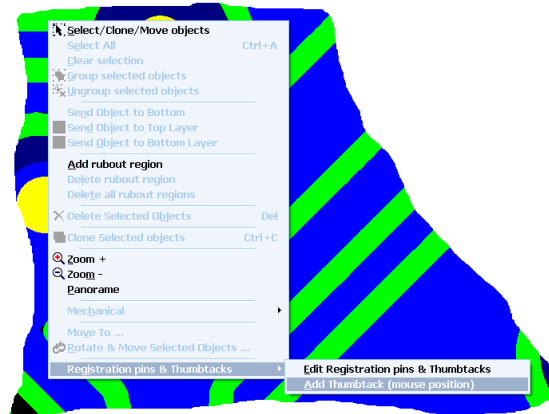 Select/Clone/Move objects
Select All Ctrl+A
Clear selection
Group selected objects
Ungroup selected objects
Send Object to Bottom
Send Object to Top Layer
Send Object to Bottom Layer
Add rubout region
Delete rubout region
Delete all rubout regions
Delete Selected Objects Del
Clone Selected objects Ctrl+C
Zoom +
Zoom -
Panorame
Mechanical
Move To ...
Rotate & Move Selected Objects ...
Registration pins & Thumbtacks
Edit Registration pins & Thumbtacks
Add Thumbtack (mouse position)